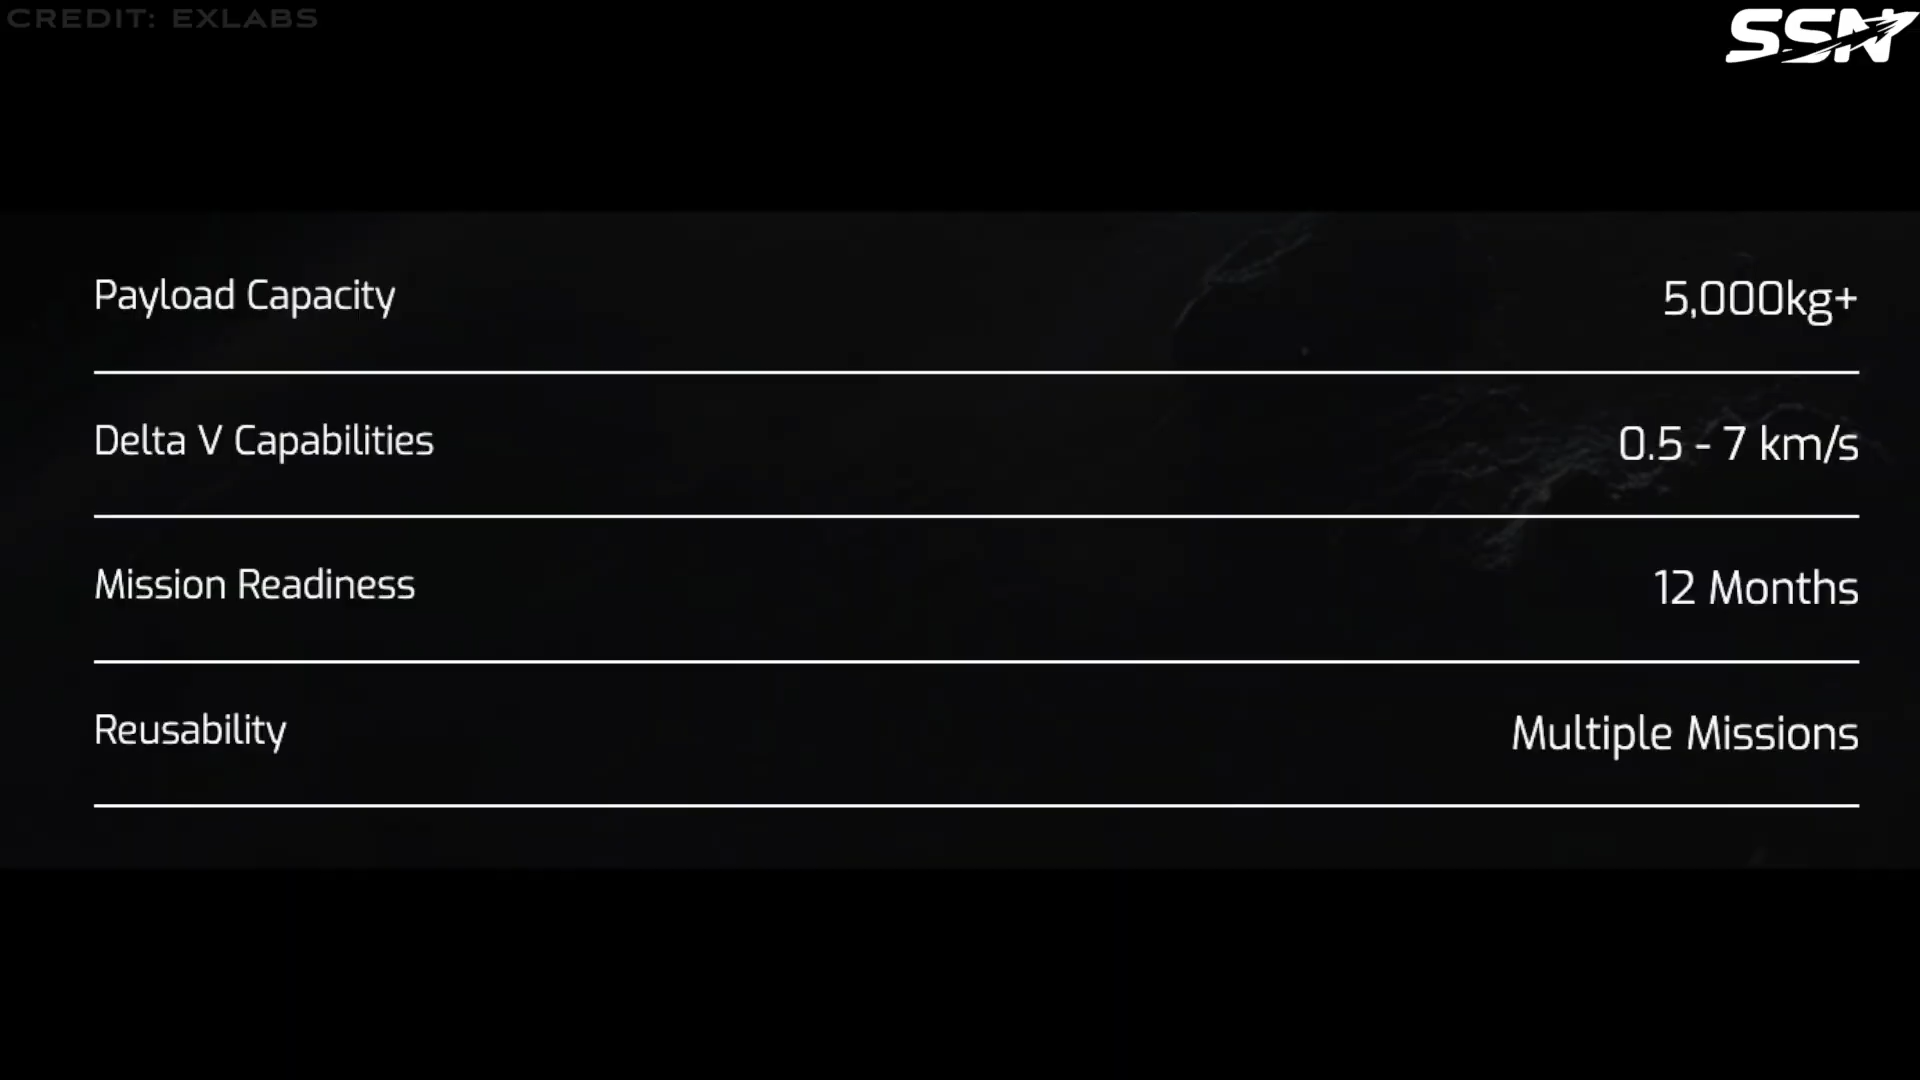 CREDIT: EXLABS
SSN
Payload Capacity 5,000kg+
Delta V Capabilities 0.5 - 7 km/s
Mission Readiness 12 Months
Reusability Multiple Missions